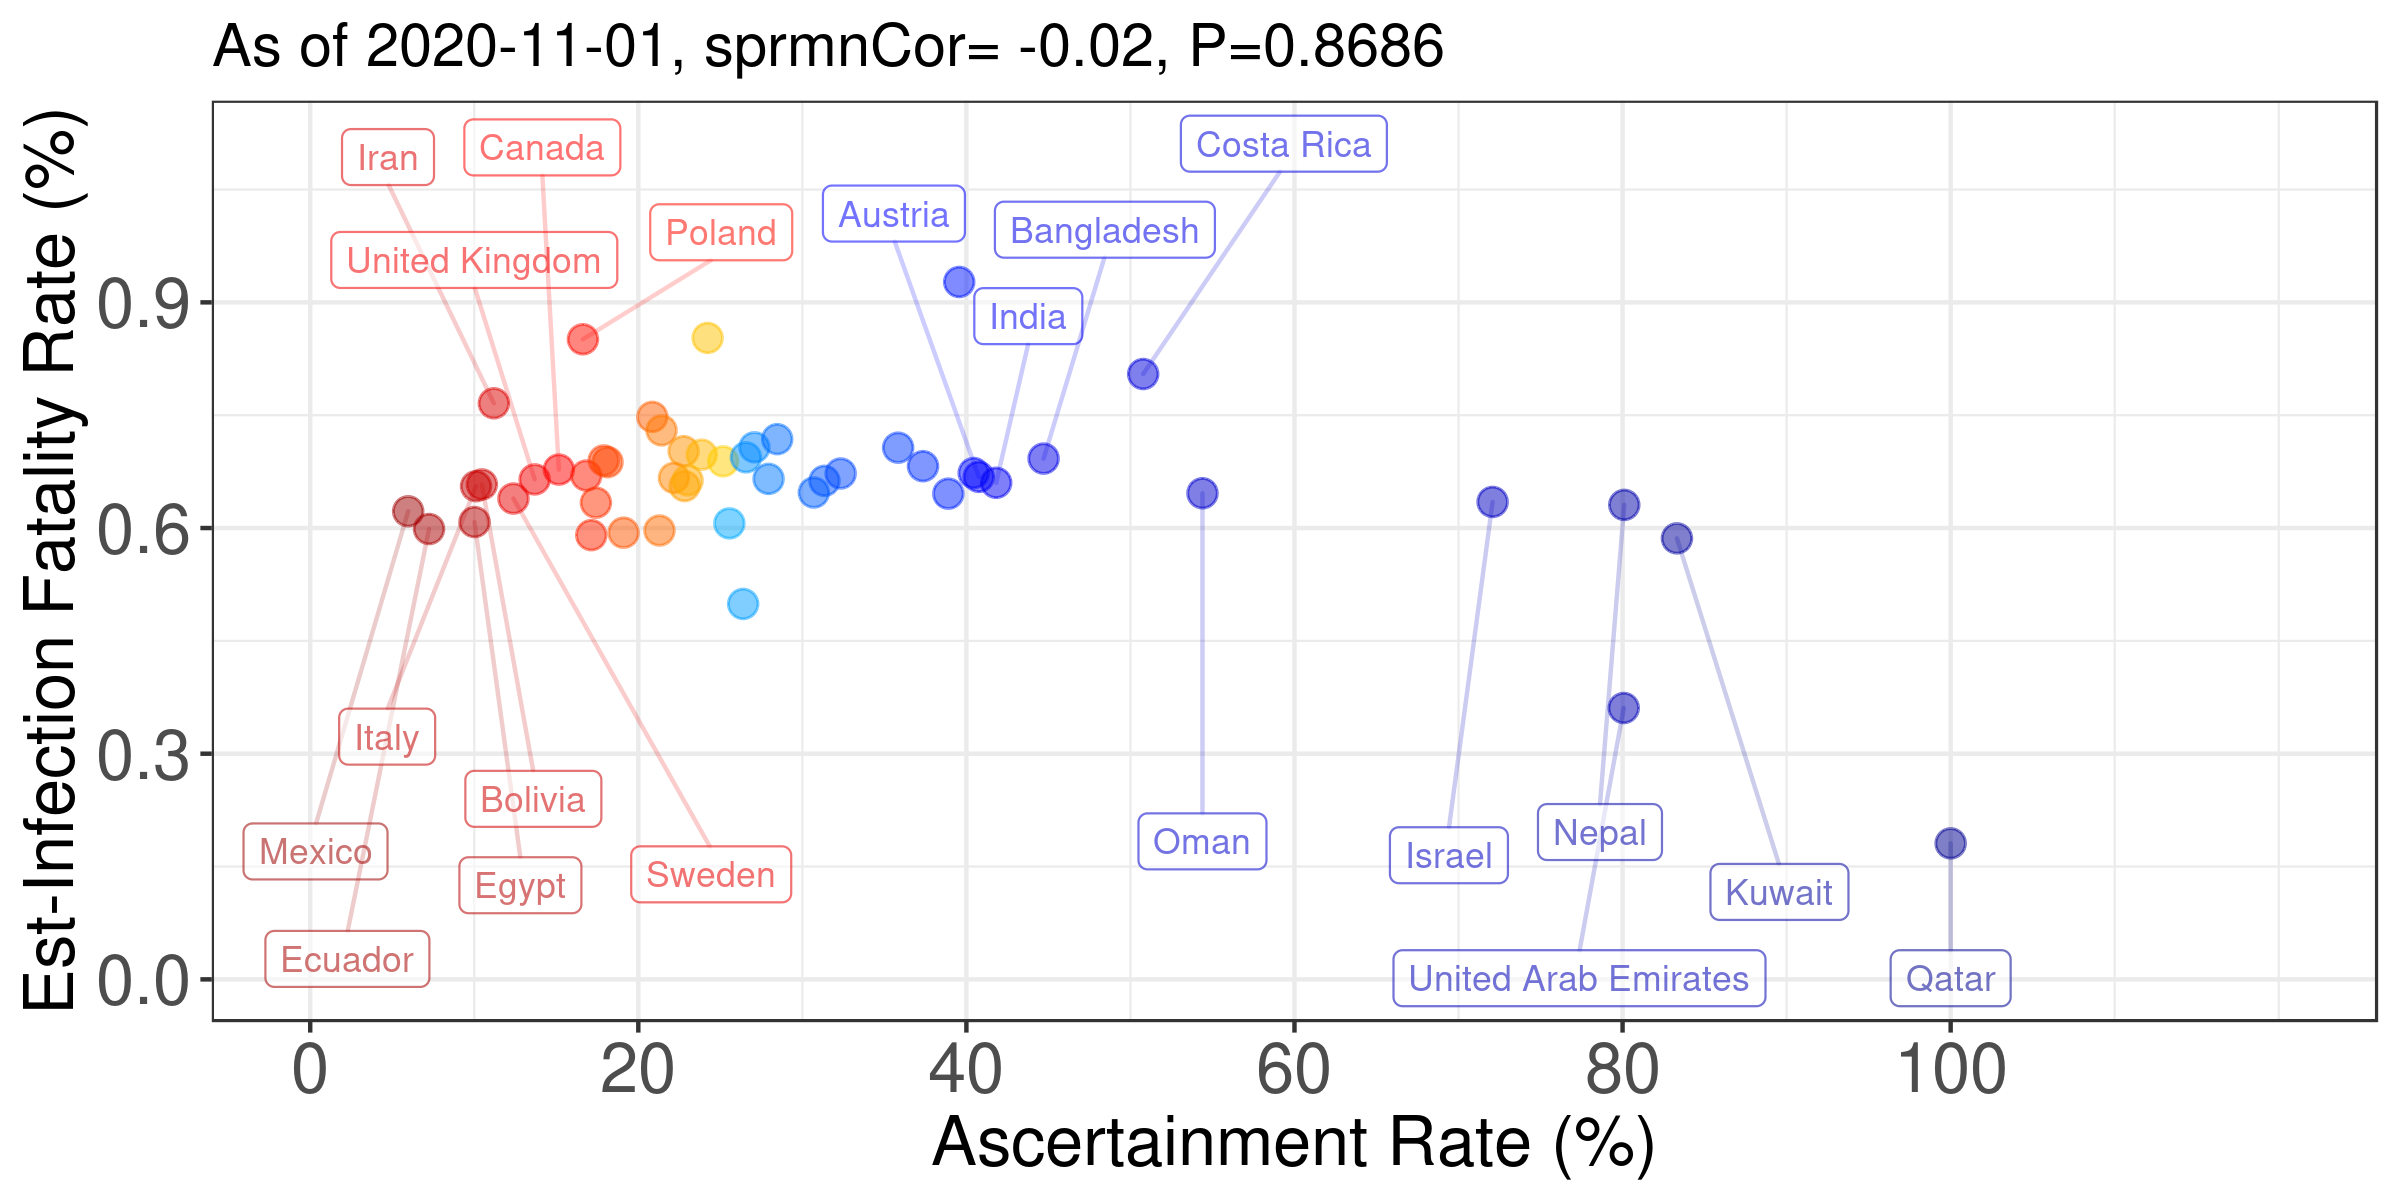 As of 2020-11-01, sprmnCor= -0.02, P=0.8686
Est-Infection Fatality Rate (%)
0.9
0.6
0.3
0.0
Iran
Canada
United Kingdom
Poland
Austria
Bangladesh
India
Costa Rica
Italy
Mexico
Bolivia
Egypt
Ecuador
Sweden
Oman
Israel
Nepal
Kuwait
United Arab Emirates
Qatar
0
20
40
60
80
100
Ascertainment Rate (%)